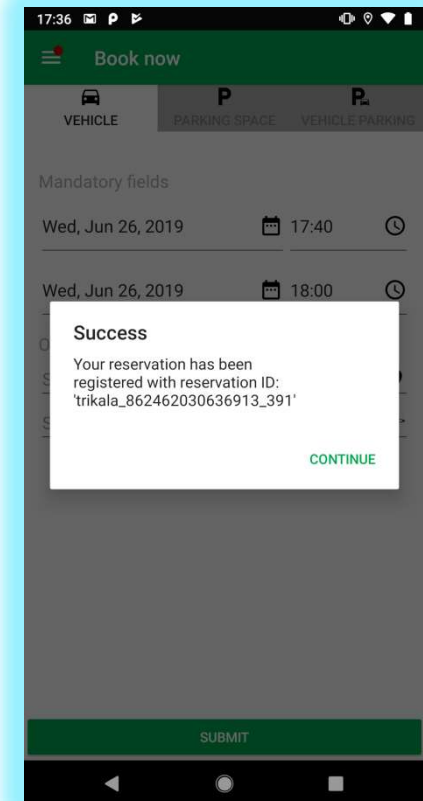 17:36
Book now
VEHICLE
P
PARKING SPACE
P
VEHICLE PARKING
Mandatory fields
Wed, Jun 26, 2019 17:40
Wed, Jun 26, 2019 18:00
Success
Your reservation has been
registered with reservation ID:
'trikala_862462030636913_391'
CONTINUE
SUBMIT